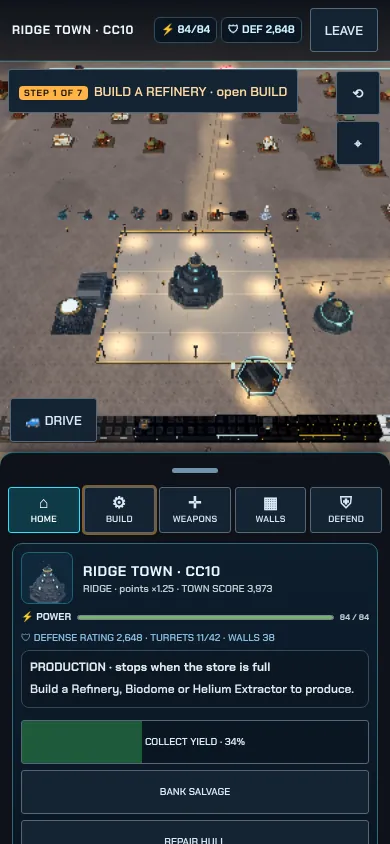 RIDGE TOWN · CC10
⚡ 84/84
🛡 DEF 2,648
LEAVE
STEP 1 OF 7 BUILD A REFINERY · open BUILD
🚙 DRIVE
HOME
BUILD
WEAPONS
WALLS
DEFEND
RIDGE TOWN · CC10
RIDGE · points ×1.25 · TOWN SCORE 3,973
⚡ POWER 84 / 84
🛡 DEFENSE RATING 2,648 · TURRETS 11/42 · WALLS 38
PRODUCTION · stops when the store is full
Build a Refinery, Biodome or Helium Extractor to produce.
COLLECT YIELD · 34%
BANK SALVAGE
REPAIR HULL